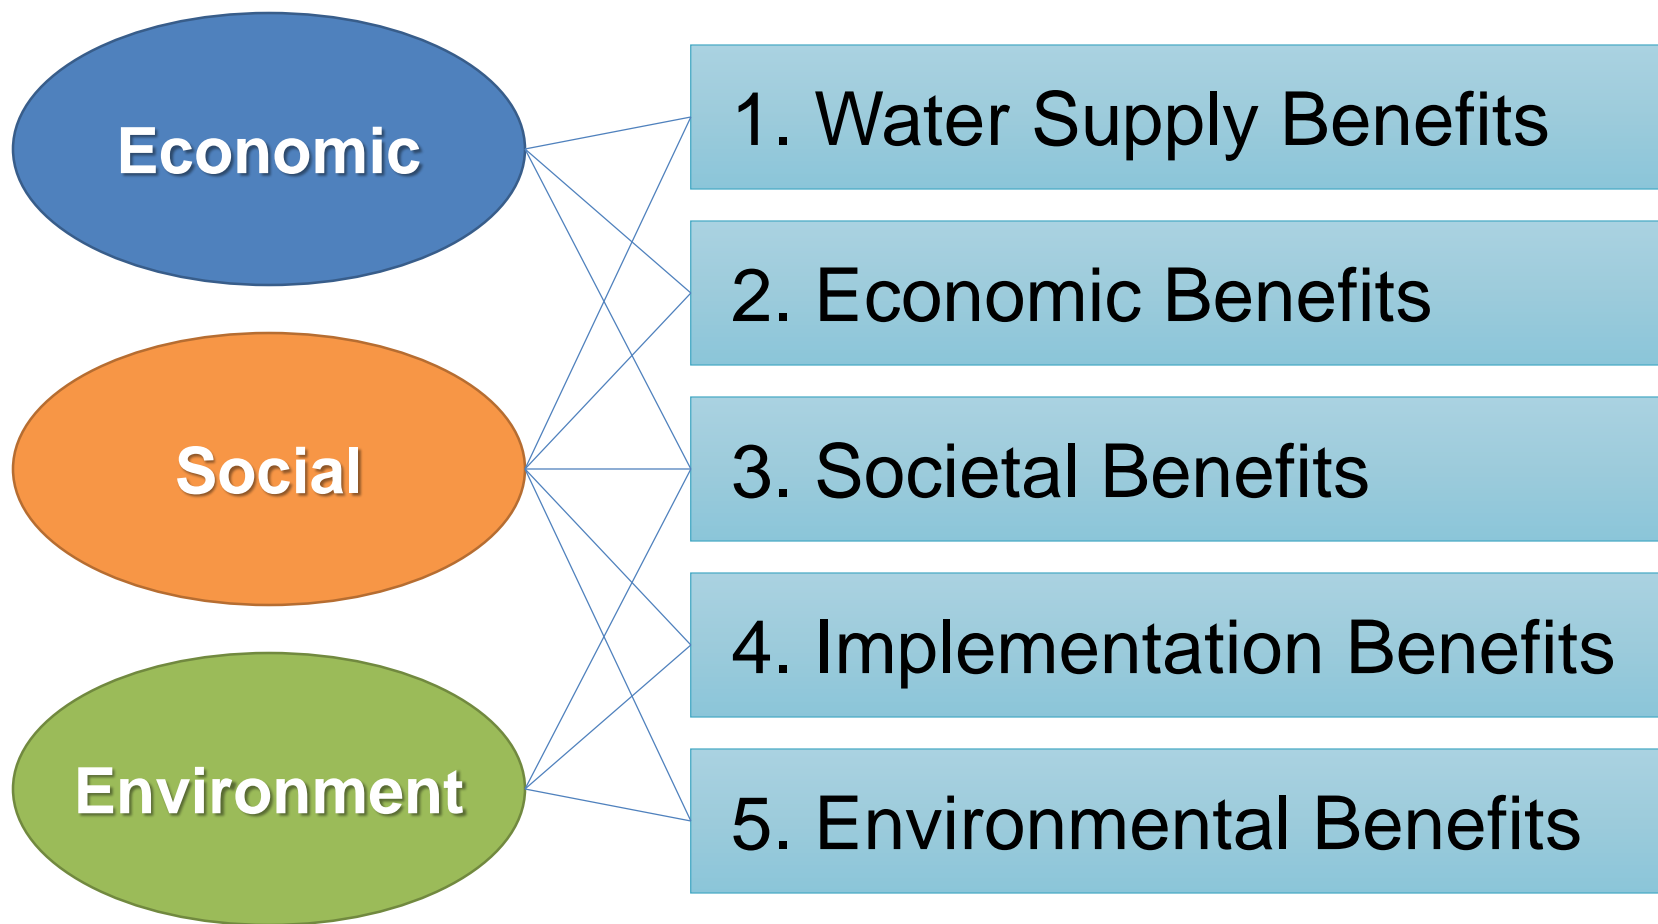 Economic
Social
Environment
1. Water Supply Benefits
2. Economic Benefits
3. Societal Benefits
4. Implementation Benefits
5. Environmental Benefits